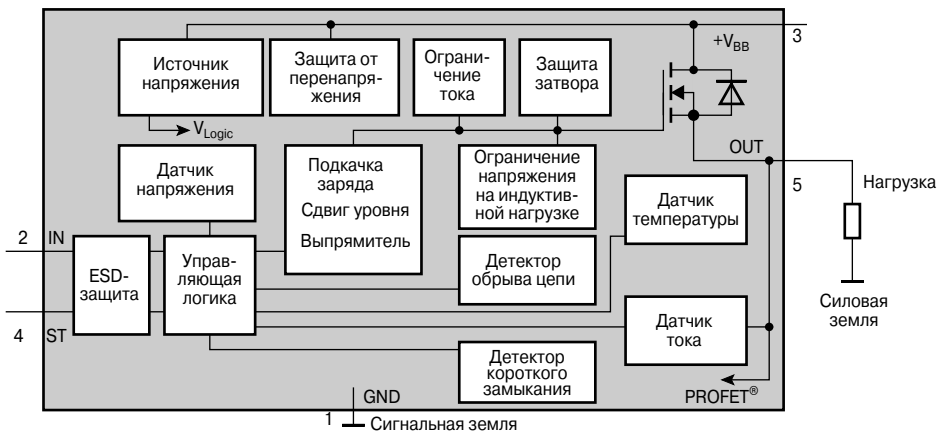 3
+V_BB
Источник
напряжения
Защита от
перенапря-
жения
Ограни-
чение
тока
Защита
затвора
V_Logic
OUT
5
Нагрузка
Датчик
напряжения
Подкачка
заряда
Сдвиг уровня
Выпрямитель
Ограничение
напряжения
на индуктив-
ной нагрузке
Датчик
температуры
2 IN
ESD-
защита
Управ-
ляющая
логика
Детектор
обрыва цепи
Силовая
земля
4 ST
Датчик
тока
Детектор
короткого
замыкания
PROFET®
GND
1
Сигнальная земля